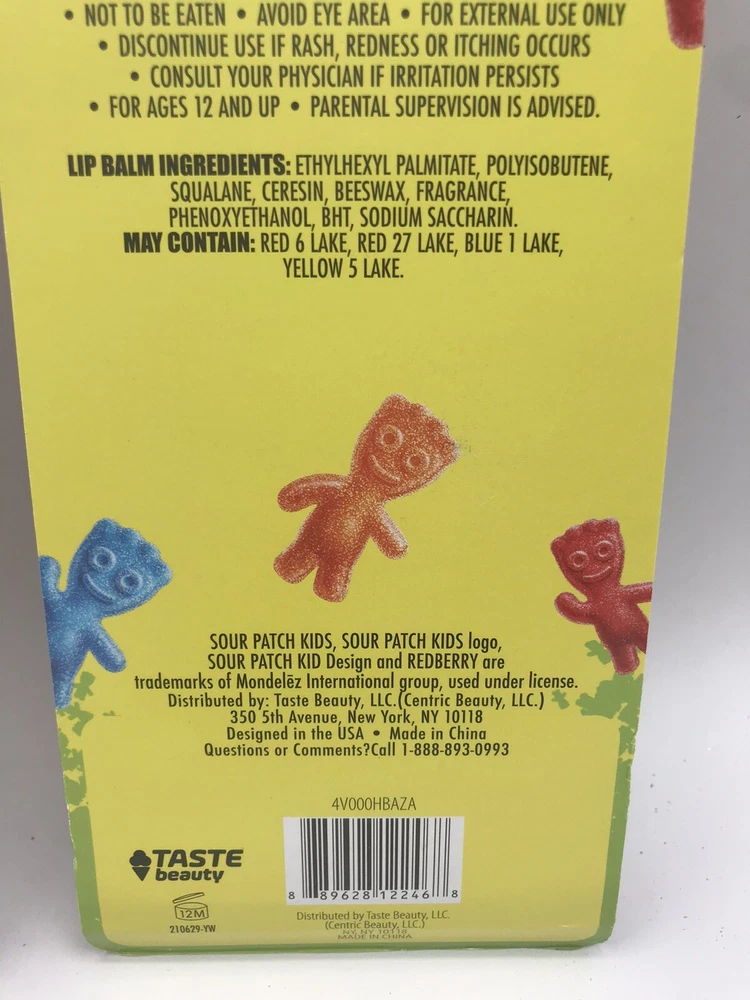 • NOT TO BE EATEN • AVOID EYE AREA • FOR EXTERNAL USE ONLY
• DISCONTINUE USE IF RASH, REDNESS OR ITCHING OCCURS
• CONSULT YOUR PHYSICIAN IF IRRITATION PERSISTS
• FOR AGES 12 AND UP • PARENTAL SUPERVISION IS ADVISED.
LIP BALM INGREDIENTS: ETHYLHEXYL PALMITATE, POLYISOBUTENE,
SQUALANE, CERESIN, BEESWAX, FRAGRANCE,
PHENOXYETHANOL, BHT, SODIUM SACCHARIN.
MAY CONTAIN: RED 6 LAKE, RED 27 LAKE, BLUE 1 LAKE,
YELLOW 5 LAKE.
SOUR PATCH KIDS, SOUR PATCH KIDS logo,
SOUR PATCH KID Design and REDBERRY are
trademarks of Mondelēz International group, used under license.
Distributed by: Taste Beauty, LLC.(Centric Beauty, LLC.)
350 5th Avenue, New York, NY 10118
Designed in the USA • Made in China
Questions or Comments?Call 1-888-893-0993
4V000HBAZA
TASTE
beauty
8 89628 12246 8
12M
210629-YW
Distributed by Taste Beauty, LLC.
(Centric Beauty, LLC.)
NY, NY 10118
MADE IN CHINA